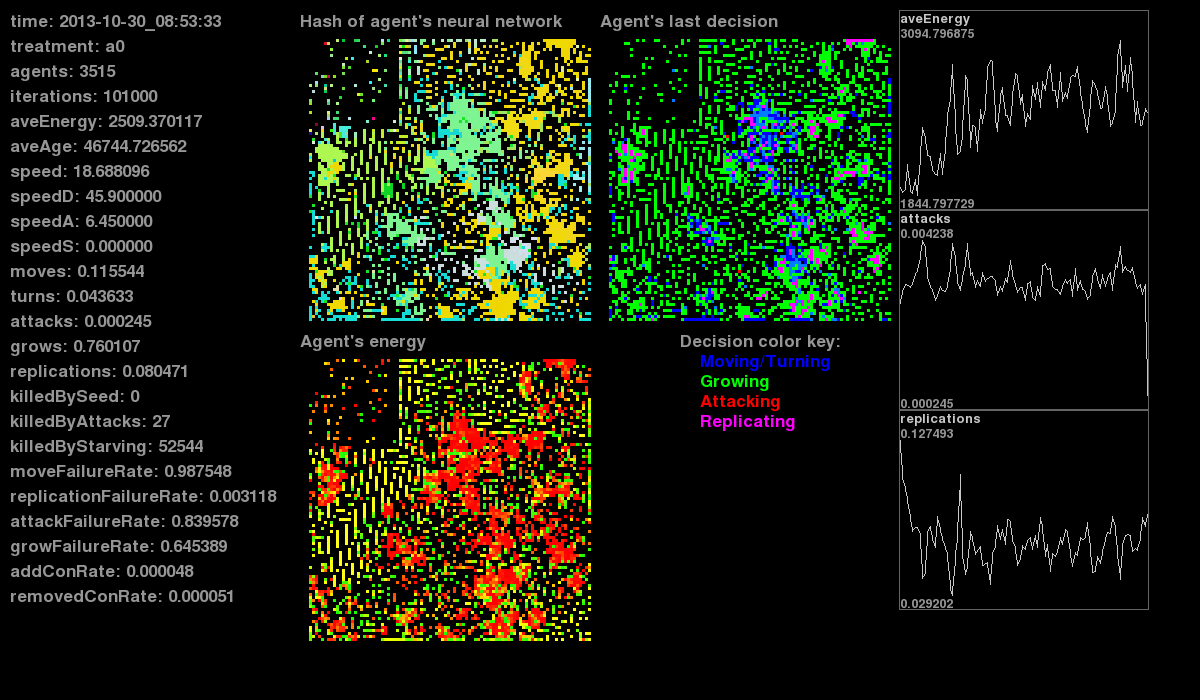 time: 2013-10-30_08:53:33
treatment: a0
agents: 3515
iterations: 101000
aveEnergy: 2509.370117
aveAge: 46744.726562
speed: 18.688096
speedD: 45.900000
speedA: 6.450000
speedS: 0.000000
moves: 0.115544
turns: 0.043633
attacks: 0.000245
grows: 0.760107
replications: 0.080471
killedBySeed: 0
killedByAttacks: 27
killedByStarving: 52544
moveFailureRate: 0.987548
replicationFailureRate: 0.003118
attackFailureRate: 0.839578
growFailureRate: 0.645389
addConRate: 0.000048
removedConRate: 0.000051
Hash of agent's neural network
Agent's last decision
Agent's energy
Decision color key:
Moving/Turning
Growing
Attacking
Replicating
aveEnergy
3094.796875
1844.797729
attacks
0.004238
0.000245
replications
0.127493
0.029202